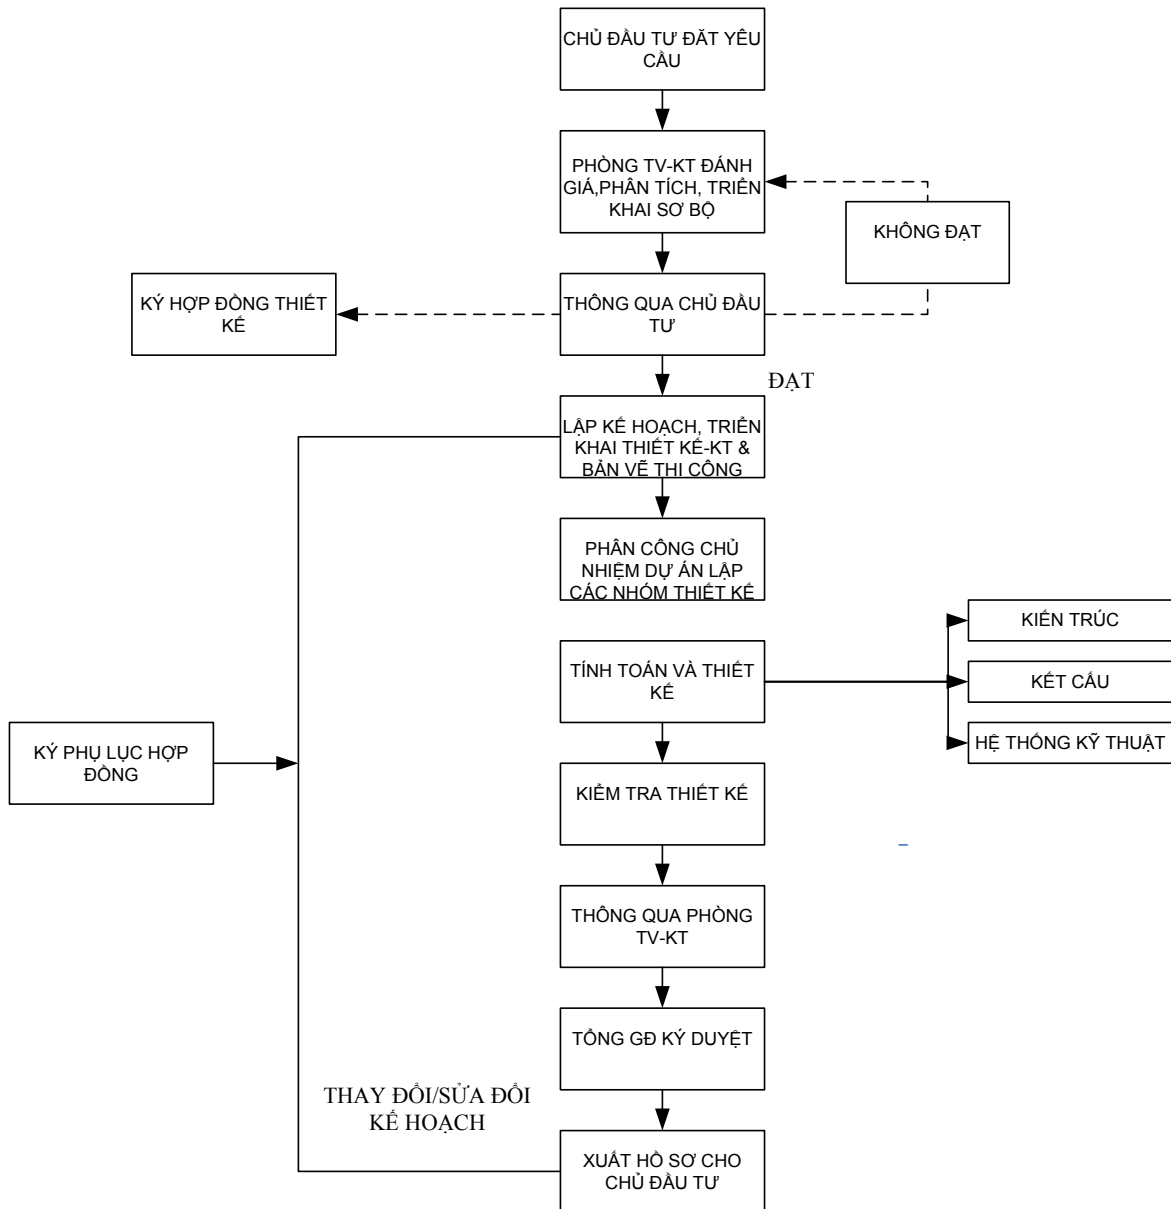 CHỦ ĐẦU TƯ ĐĂT YÊU
CẦU
PHÒNG TV-KT ĐÁNH
GIÁ,PHÂN TÍCH, TRIỂN
KHAI SƠ BỘ
KHÔNG ĐẠT
KÝ HỢP ĐỒNG THIẾT
KẾ
THÔNG QUA CHỦ ĐẦU
TƯ
ĐẠT
LẬP KẾ HOẠCH, TRIỂN
KHAI THIẾT KẾ-KT &
BẢN VẼ THI CÔNG
PHÂN CÔNG CHỦ
NHIỆM DỰ ÁN LẬP
CÁC NHÓM THIẾT KẾ
KIẾN TRÚC
TÍNH TOÁN VÀ THIẾT
KẾ
KẾT CẤU
HỆ THỐNG KỸ THUẬT
KÝ PHỤ LỤC HỢP
ĐỒNG
KIỂM TRA THIẾT KẾ
THÔNG QUA PHÒNG
TV-KT
TỔNG GĐ KÝ DUYỆT
THAY ĐỔI/SỬA ĐỔI
KẾ HOẠCH
XUẤT HỒ SƠ CHO
CHỦ ĐẦU TƯ